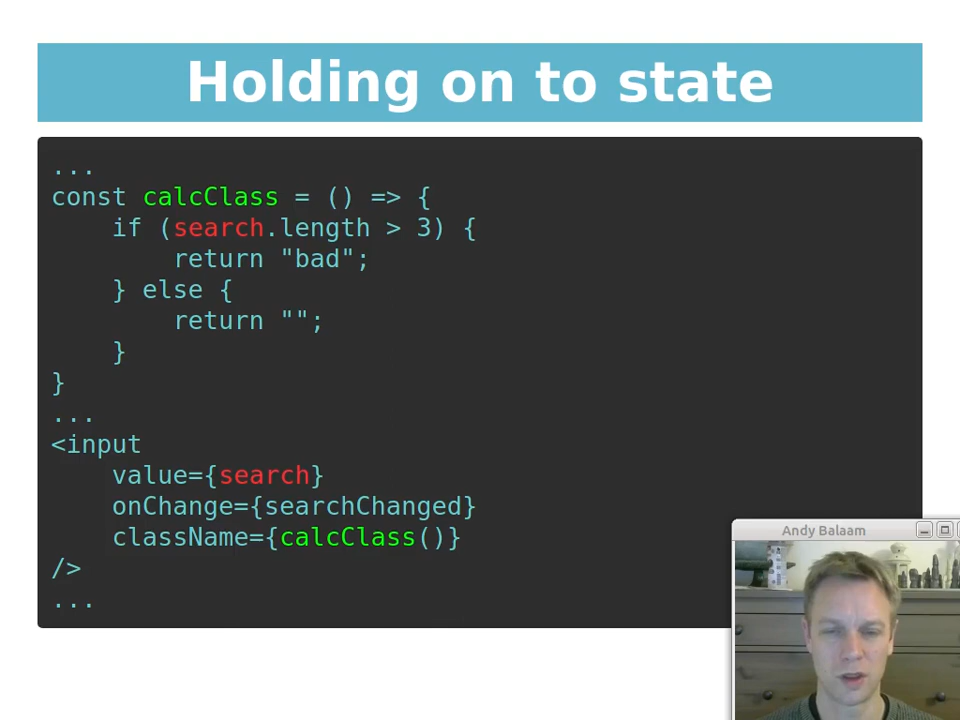 Holding on to state
...
const calcClass = () => {
    if (search.length > 3) {
        return "bad";
    } else {
        return "";
    }
}
...
<input
    value={search}
    onChange={searchChanged}
    className={calcClass()}
/>
...
Andy Balaam